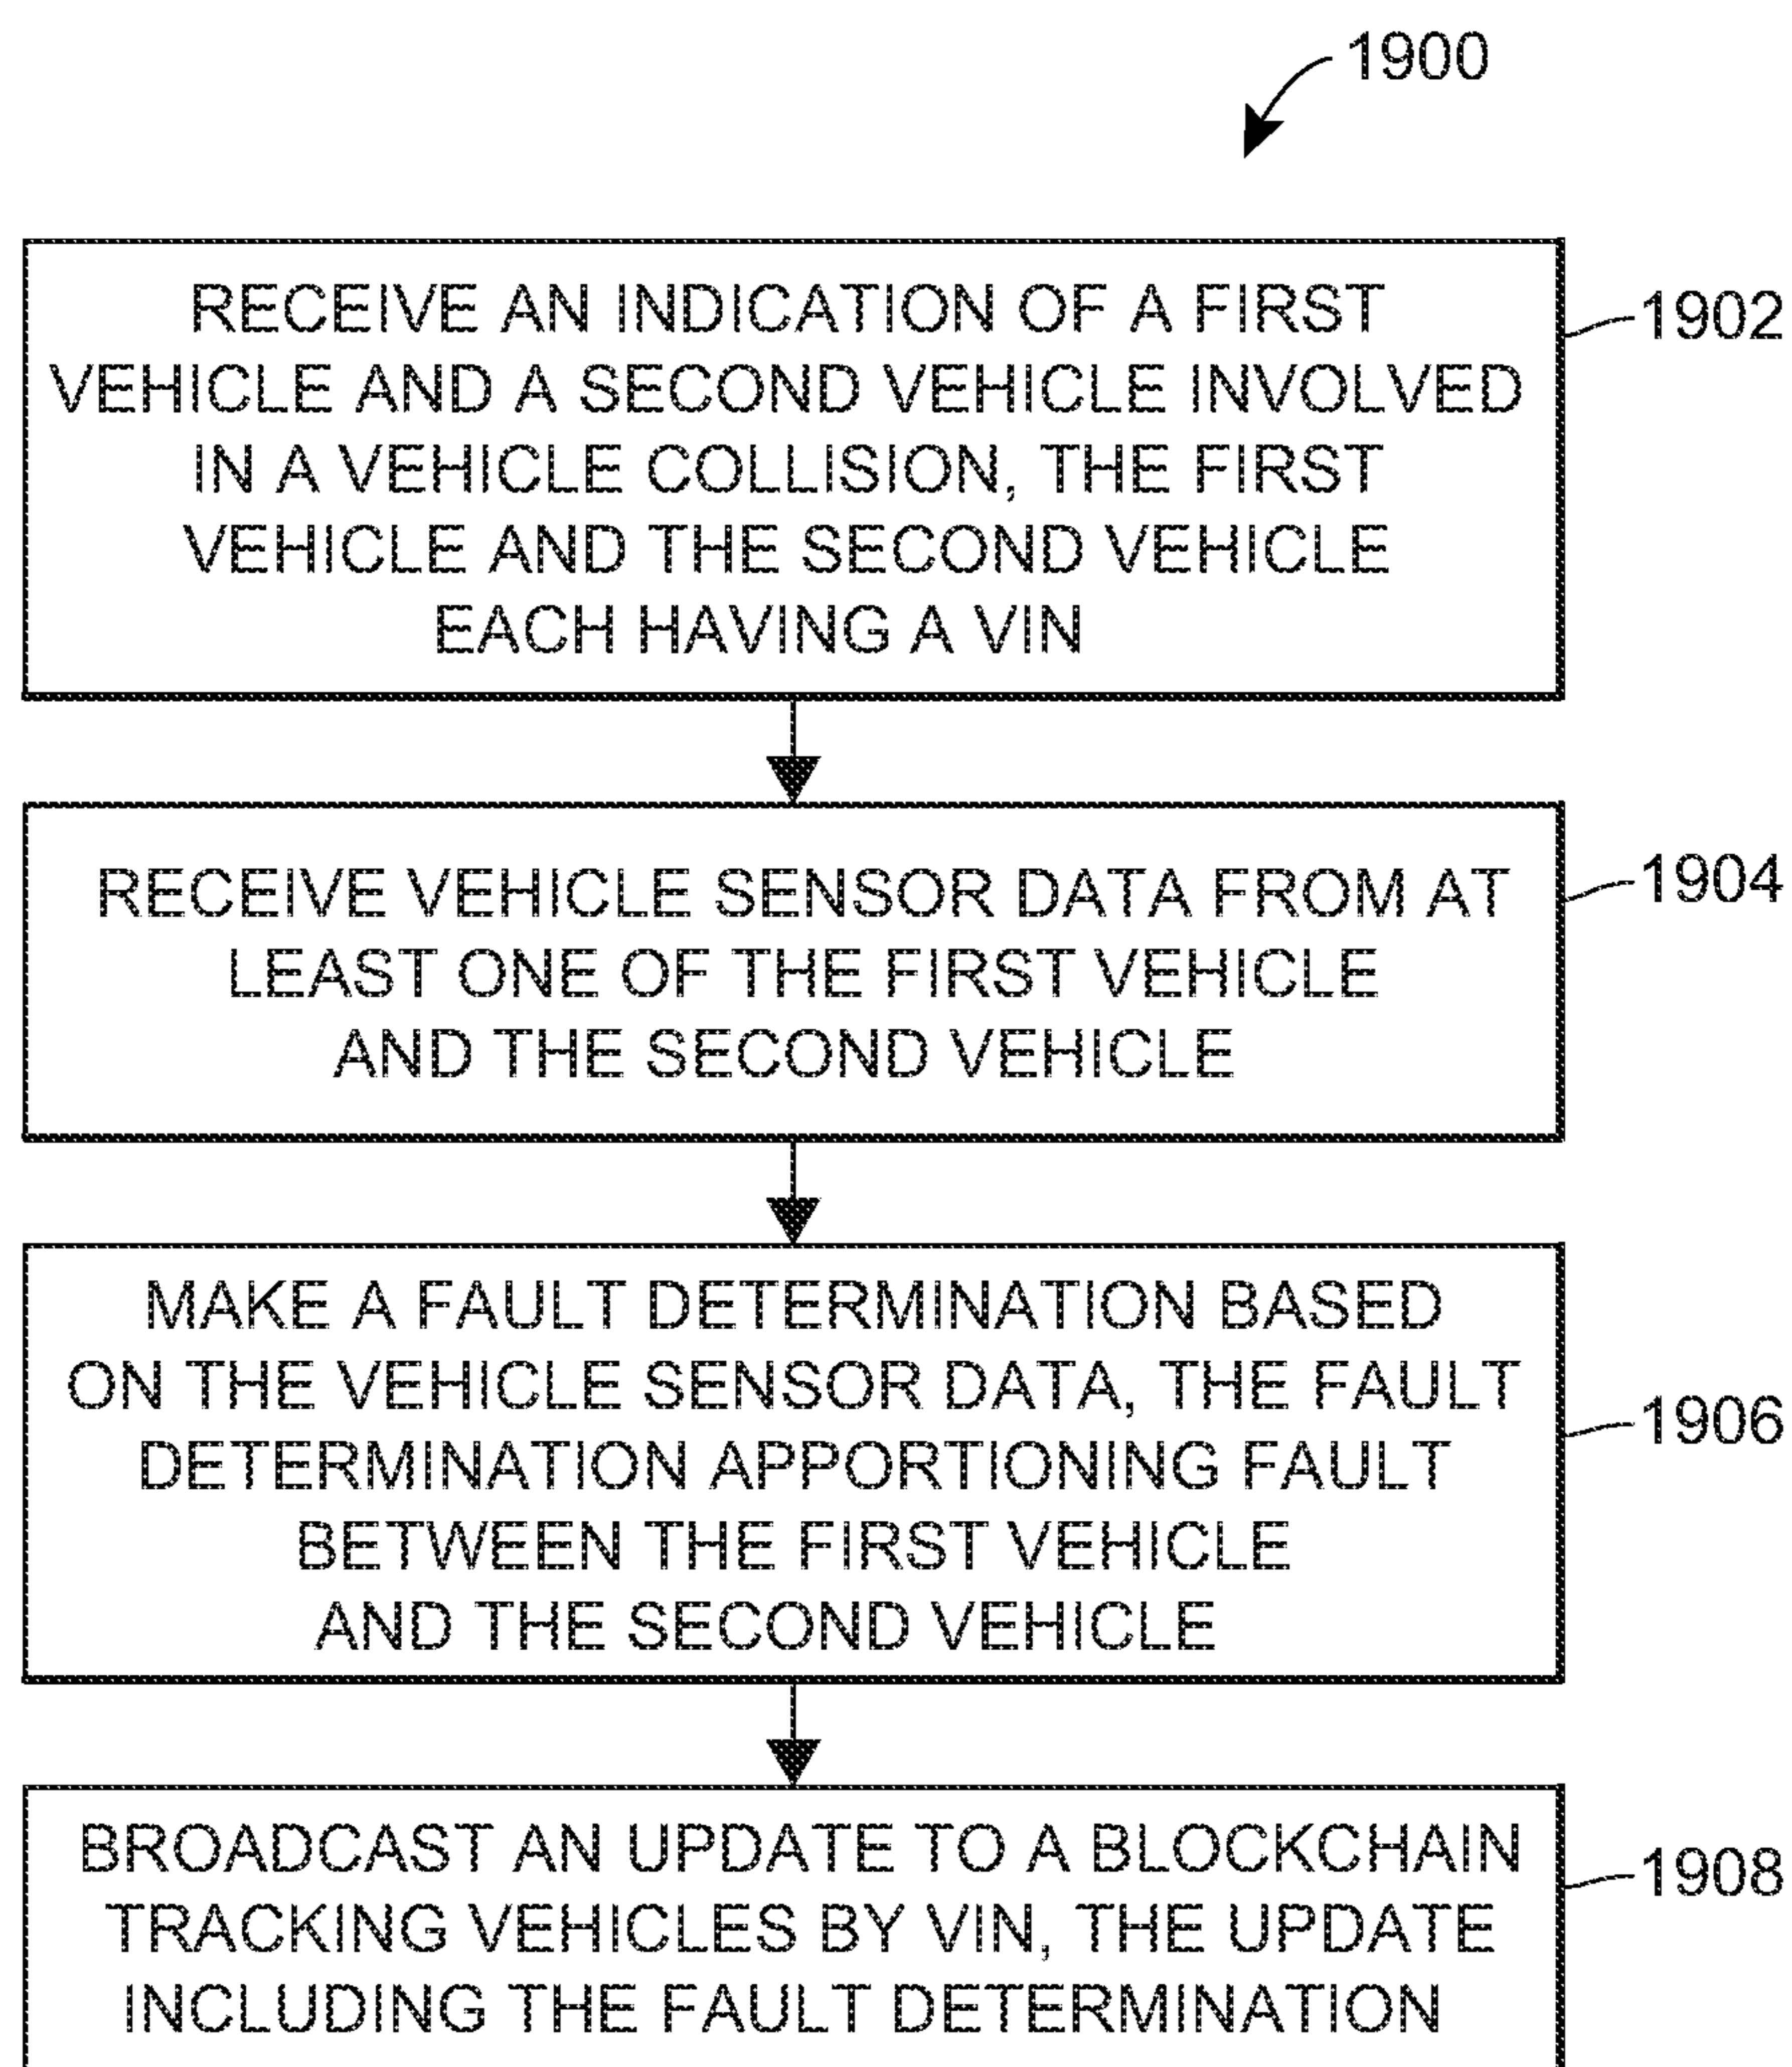 1900
RECEIVE AN INDICATION OF A FIRST
VEHICLE AND A SECOND VEHICLE INVOLVED
IN A VEHICLE COLLISION, THE FIRST
VEHICLE AND THE SECOND VEHICLE
EACH HAVING A VIN
1902
RECEIVE VEHICLE SENSOR DATA FROM AT
LEAST ONE OF THE FIRST VEHICLE
AND THE SECOND VEHICLE
1904
MAKE A FAULT DETERMINATION BASED
ON THE VEHICLE SENSOR DATA, THE FAULT
DETERMINATION APPORTIONING FAULT
BETWEEN THE FIRST VEHICLE
AND THE SECOND VEHICLE
1906
BROADCAST AN UPDATE TO A BLOCKCHAIN
TRACKING VEHICLES BY VIN, THE UPDATE
INCLUDING THE FAULT DETERMINATION
1908